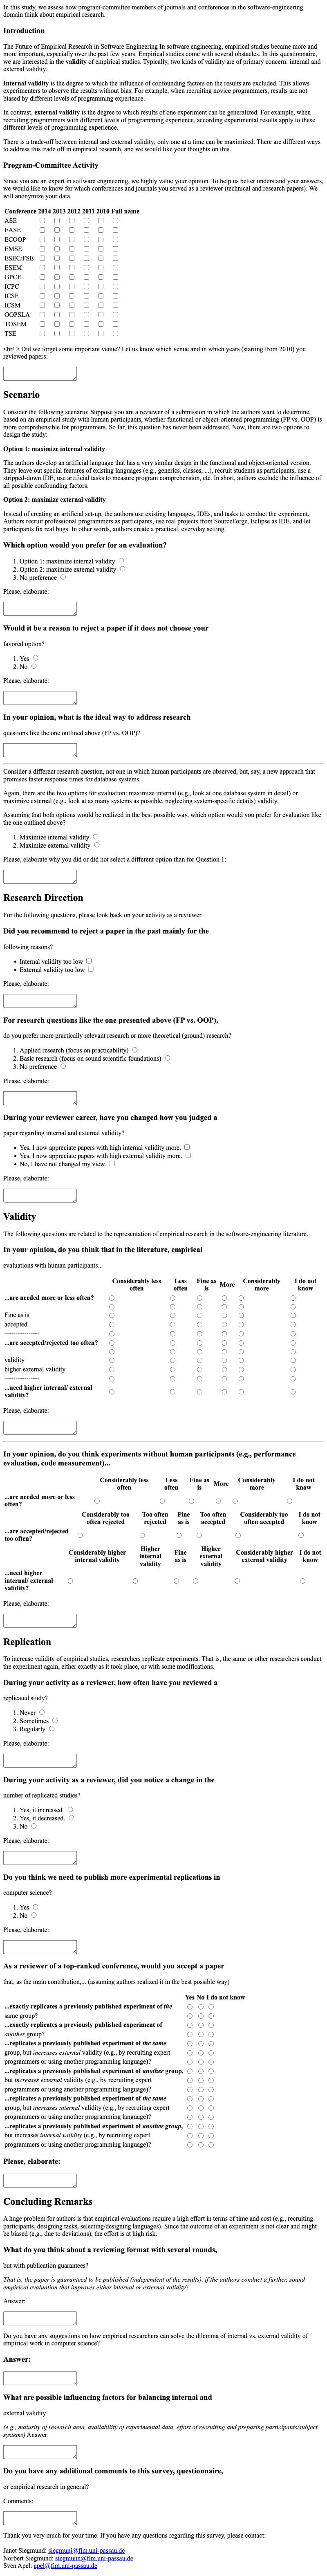 In this study, we assess how program-committee members of journals and conferences in the software-engineering
domain think about empirical research.
Introduction
The Future of Empirical Research in Software Engineering In software engineering, empirical studies became more and
more important, especially over the past few years. Empirical studies come with several obstacles. In this questionnaire,
we are interested in the validity of empirical studies. Two kinds of validity are of primary concern: internal and
external validity.
Internal validity is the degree to which the influence of confounding factors on the results are excluded. This allows
experimenters to observe the results without bias. For example, when recruiting novice programmers, results are not
biased by different levels of programming experience.
In contrast, external validity is the degree to which results of one experiment can be generalized. For example, when
recruiting programmers with different levels of programming experience, according experimental results apply to these
different levels of programming experience.
There is a trade-off between internal and external validity; only one at a time can be maximized. There are different ways
to address this trade off in empirical research, and we would like your thoughts on this.
Program-Committee Activity
Since you are an expert in software engineering, we highly value your opinion. To help us better understand your answers,
we would like to know for which conferences and journals you served as a reviewer (technical and research papers). We
will anonymize your data.
Conference 2014 2013 2012 2011 2010 Full name
ASE
EASE
ECOOP
EMSE
ESEC/FSE
ESEM
GPCE
ICPC
ICSE
ICSM
OOPSLA
TOSEM
TSE
<br/ > Did we forget some important venue? Let us know which venue and in which years (starting from 2010) you
reviewed papers:
Scenario
Consider the following scenario: Suppose you are a reviewer of a submission in which the authors want to determine,
based on an empirical study with human participants, whether functional or object-oriented programming (FP vs. OOP) is
more comprehensible for programmers. So far, this question has not been addressed. Now, there are two options to
design the study:
Option 1: maximize internal validity
The authors develop an artificial language that has a very similar design in the functional and object-oriented version.
They leave out special features of existing languages (e.g., generics, classes, ...), recruit students as participants, use a
stripped-down IDE, use artificial tasks to measure program comprehension, etc. In short, authors exclude the influence of
all possible confounding factors.
Option 2: maximize external validity
Instead of creating an artificial set-up, the authors use existing languages, IDEs, and tasks to conduct the experiment.
Authors recruit professional programmers as participants, use real projects from SourceForge, Eclipse as IDE, and let
participants fix real bugs. In other words, authors create a practical, everyday setting.
Which option would you prefer for an evaluation?
1. Option 1: maximize internal validity
2. Option 2: maximize external validity
3. No preference
Please, elaborate:
Would it be a reason to reject a paper if it does not choose your
favored option?
1. Yes
2. No
Please, elaborate:
In your opinion, what is the ideal way to address research
questions like the one outlined above (FP vs. OOP)?
Consider a different research question, not one in which human participants are observed, but, say, a new approach that
promises faster response times for database systems.
Again, there are the two options for evaluation: maximize internal (e.g., look at one database system in detail) or
maximize external (e.g., look at as many systems as possible, neglecting system-specific details) validity.
Assuming that both options would be realized in the best possible way, which option would you prefer for evaluation like
the one outlined above?
1. Maximize internal validity
2. Maximize external validity
Please, elaborate why you did or did not select a different option than for Question 1:
Research Direction
For the following questions, please look back on your activity as a reviewer.
Did you recommend to reject a paper in the past mainly for the
following reasons?
• Internal validity too low
• External validity too low
Please, elaborate:
For research questions like the one presented above (FP vs. OOP),
do you prefer more practically relevant research or more theoretical (ground) research?
1. Applied research (focus on practicability)
2. Basic research (focus on sound scientific foundations)
3. No preference
Please, elaborate:
During your reviewer career, have you changed how you judged a
paper regarding internal and external validity?
• Yes, I now appreciate papers with high internal validity more.
• Yes, I now appreciate papers with high external validity more.
• No, I have not changed my view.
Please, elaborate:
Validity
The following questions are related to the representation of empirical research in the software-engineering literature.
In your opinion, do you think that in the literature, empirical
evaluations with human participants...
Considerably less often Less often Fine as is More Considerably more I do not know
...are needed more or less often?
Fine as is
accepted
----------------
...are accepted/rejected too often?
validity
higher external validity
----------------
...need higher internal/ external
validity?
Please, elaborate:
In your opinion, do you think experiments without human participants (e.g., performance
evaluation, code measurement)...
Considerably less often Less often Fine as is More Considerably more I do not know
...are needed more or less
often?
Considerably too often rejected Too often rejected Fine as is Too often accepted Considerably too often accepted I do not know
...are accepted/rejected
too often?
Considerably higher internal validity Higher internal validity Fine as is Higher external validity Considerably higher external validity I do not know
...need higher
internal/ external
validity?
Please, elaborate:
Replication
To increase validity of empirical studies, researchers replicate experiments. That is, the same or other researchers conduct
the experiment again, either exactly as it took place, or with some modifications.
During your activity as a reviewer, how often have you reviewed a
replicated study?
1. Never
2. Sometimes
3. Regularly
Please, elaborate:
During your activity as a reviewer, did you notice a change in the
number of replicated studies?
1. Yes, it increased.
2. Yes, it decreased.
3. No
Please, elaborate:
Do you think we need to publish more experimental replications in
computer science?
1. Yes
2. No
Please, elaborate:
As a reviewer of a top-ranked conference, would you accept a paper
that, as the main contribution,... (assuming authors realized it in the best possible way)
Yes No I do not know
...exactly replicates a previously published experiment of the
same group?
...exactly replicates a previously published experiment of
another group?
...replicates a previously published experiment of the same
group, but increases external validity (e.g., by recruiting expert
programmers or using another programming language)?
...replicates a previously published experiment of another group,
but increases external validity (e.g., by recruiting expert
programmers or using another programming language)?
...replicates a previously published experiment of the same
group, but increases internal validity (e.g., by recruiting expert
programmers or using another programming language)?
...replicates a previously published experiment of another group,
but increases internal validity (e.g., by recruiting expert
programmers or using another programming language)?
Please, elaborate:
Concluding Remarks
A huge problem for authors is that empirical evaluations require a high effort in terms of time and cost (e.g., recruiting
participants, designing tasks, selecting/designing languages). Since the outcome of an experiment is not clear and might
be biased (e.g., due to deviations), the effort is at high risk.
What do you think about a reviewing format with several rounds,
but with publication guarantees?
That is, the paper is guaranteed to be published (independent of the results), if the authors conduct a further, sound
empirical evaluation that improves either internal or external validity?
Answer:
Do you have any suggestions on how empirical researchers can solve the dilemma of internal vs. external validity of
empirical work in computer science?
Answer:
What are possible influencing factors for balancing internal and
external validity
(e.g., maturity of research area, availability of experimental data, effort of recruiting and preparing participants/subject
systems) Answer:
Do you have any additional comments to this survey, questionnaire,
or empirical research in general?
Comments:
Thank you very much for your time. If you have any questions regarding this survey, please contact:
Janet Siegmund: siegmunj@fim.uni-passau.de
Norbert Siegmund: siegmunn@fim.uni-passau.de
Sven Apel: apel@fim.uni-passau.de